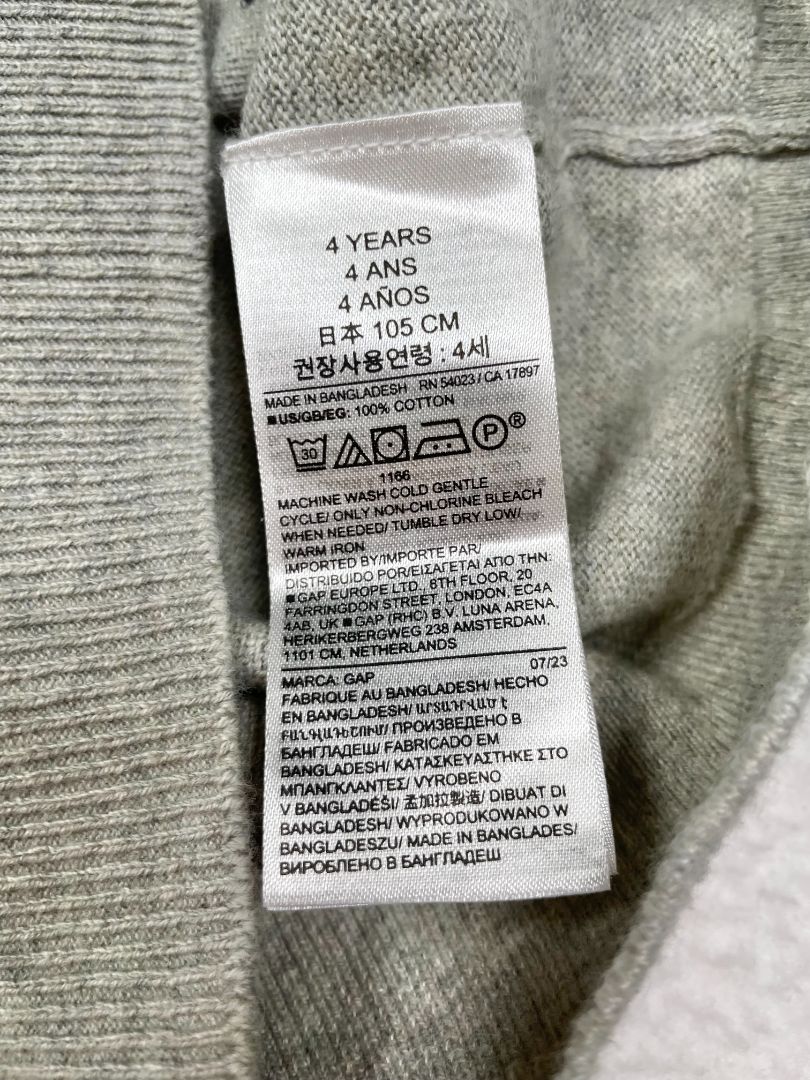 4 YEARS
4 ANS
4 AÑOS
日本 105 CM
권장사용연령 : 4세
MADE IN BANGLADESH RN 54023 / CA 17897
■ US/GB/EG: 100% COTTON
30 P ®
1166
MACHINE WASH COLD GENTLE
CYCLE/ ONLY NON-CHLORINE BLEACH
WHEN NEEDED/ TUMBLE DRY LOW/
WARM IRON
IMPORTED BY/IMPORTE PAR/
DISTRIBUIDO POR/ΕΙΣΑΓΕΤΑΙ ΑΠΟ ΤΗΝ:
■ GAP EUROPE LTD., 8TH FLOOR, 20
FARRINGDON STREET, LONDON, EC4A
4AB, UK ■ GAP (RHC) B.V. LUNA ARENA,
HERIKERBERGWEG 238 AMSTERDAM,
1101 CM, NETHERLANDS
MARCA: GAP 07/23
FABRIQUE AU BANGLADESH/ HECHO
EN BANGLADESH/ ԱՐՏԱԴՐՎԱԾ Է
ԲԱՆԳԼԱԴԵՇՈՒՄ/ ПРОИЗВЕДЕНО В
БАНГЛАДЕШ/ FABRICADO EM
BANGLADESH/ ΚΑΤΑΣΚΕΥΑΣΤΗΚΕ ΣΤΟ
ΜΠΑΝΓΚΛΑΝΤΕΣ/ VYROBENO
V BANGLADÉŠI/ 孟加拉製造/ DIBUAT DI
BANGLADESH/ WYPRODUKOWANO W
BANGLADESZU/ MADE IN BANGLADES/
ВИРОБЛЕНО В БАНГЛАДЕШ